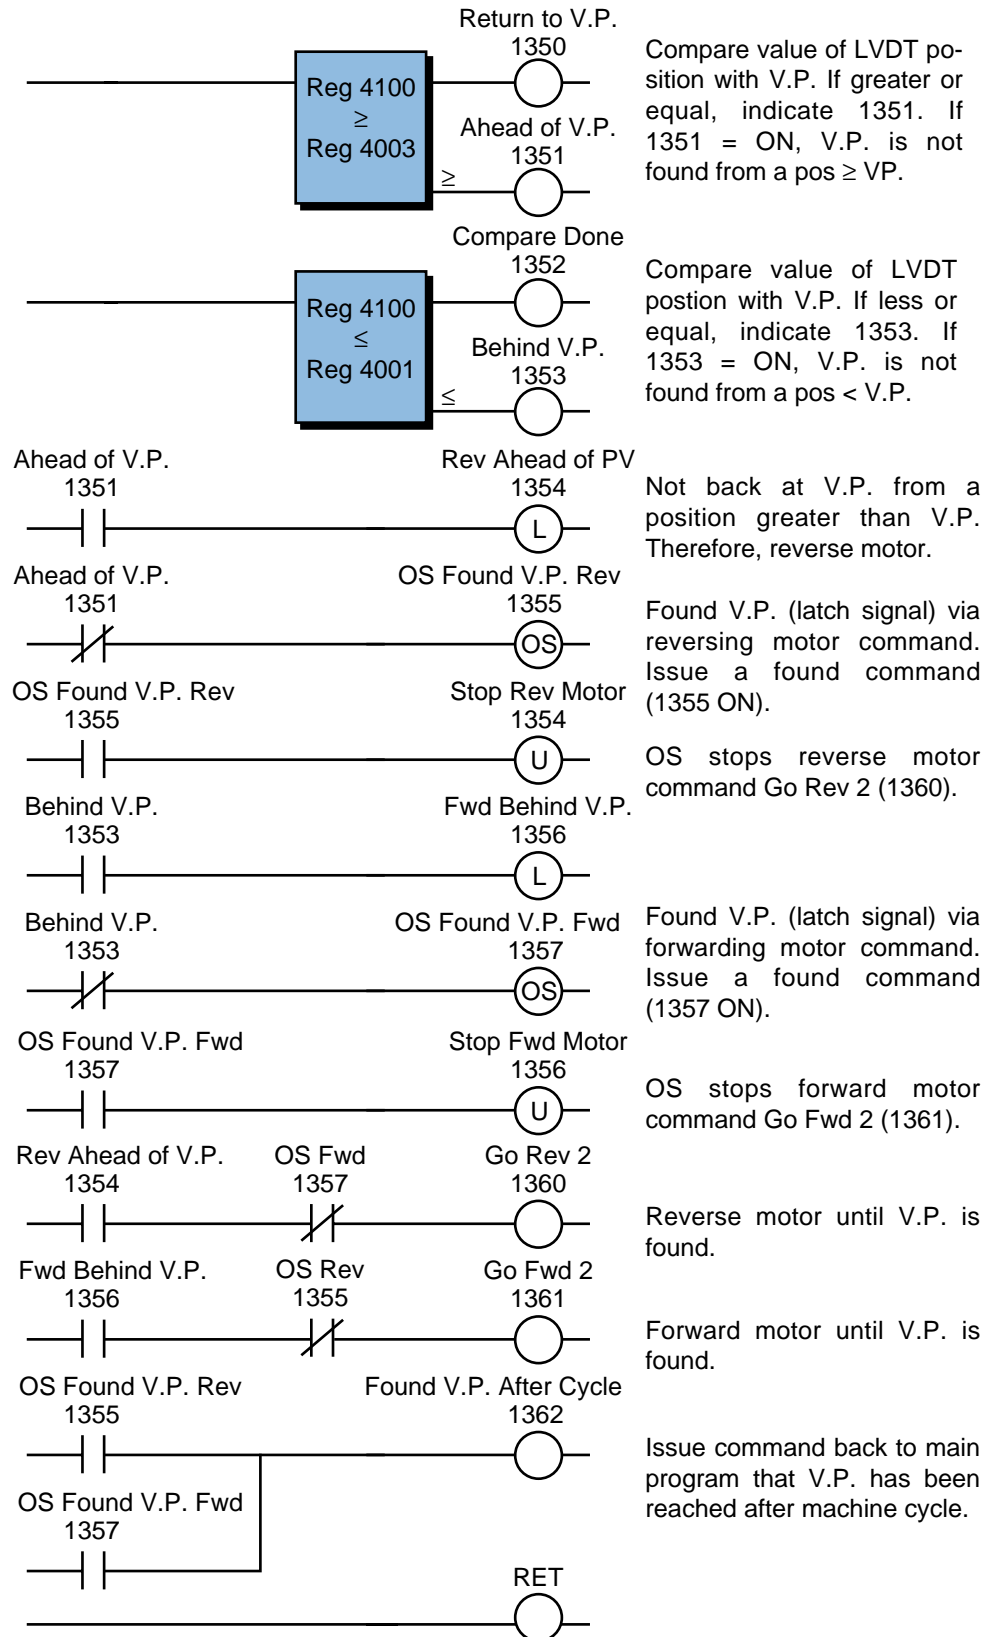 Return to V.P.
1350
Reg 4100
≥
Reg 4003
Ahead of V.P.
1351
≥
Compare value of LVDT po-
sition with V.P. If greater or
equal, indicate 1351. If
1351 = ON, V.P. is not
found from a pos ≥ VP.
Compare Done
1352
Reg 4100
≤
Reg 4001
Behind V.P.
1353
≤
Compare value of LVDT
postion with V.P. If less or
equal, indicate 1353. If
1353 = ON, V.P. is not
found from a pos < V.P.
Ahead of V.P.
1351
Rev Ahead of PV
1354
L
Not back at V.P. from a
position greater than V.P.
Therefore, reverse motor.
Ahead of V.P.
1351
OS Found V.P. Rev
1355
OS
Found V.P. (latch signal) via
reversing motor command.
Issue a found command
(1355 ON).
OS Found V.P. Rev
1355
Stop Rev Motor
1354
U
OS stops reverse motor
command Go Rev 2 (1360).
Behind V.P.
1353
Fwd Behind V.P.
1356
L
Behind V.P.
1353
OS Found V.P. Fwd
1357
OS
Found V.P. (latch signal) via
forwarding motor command.
Issue a found command
(1357 ON).
OS Found V.P. Fwd
1357
Stop Fwd Motor
1356
U
OS stops forward motor
command Go Fwd 2 (1361).
Rev Ahead of V.P.
1354
OS Fwd
1357
Go Rev 2
1360
Reverse motor until V.P. is
found.
Fwd Behind V.P.
1356
OS Rev
1355
Go Fwd 2
1361
Forward motor until V.P. is
found.
OS Found V.P. Rev
1355
Found V.P. After Cycle
1362
OS Found V.P. Fwd
1357
Issue command back to main
program that V.P. has been
reached after machine cycle.
RET